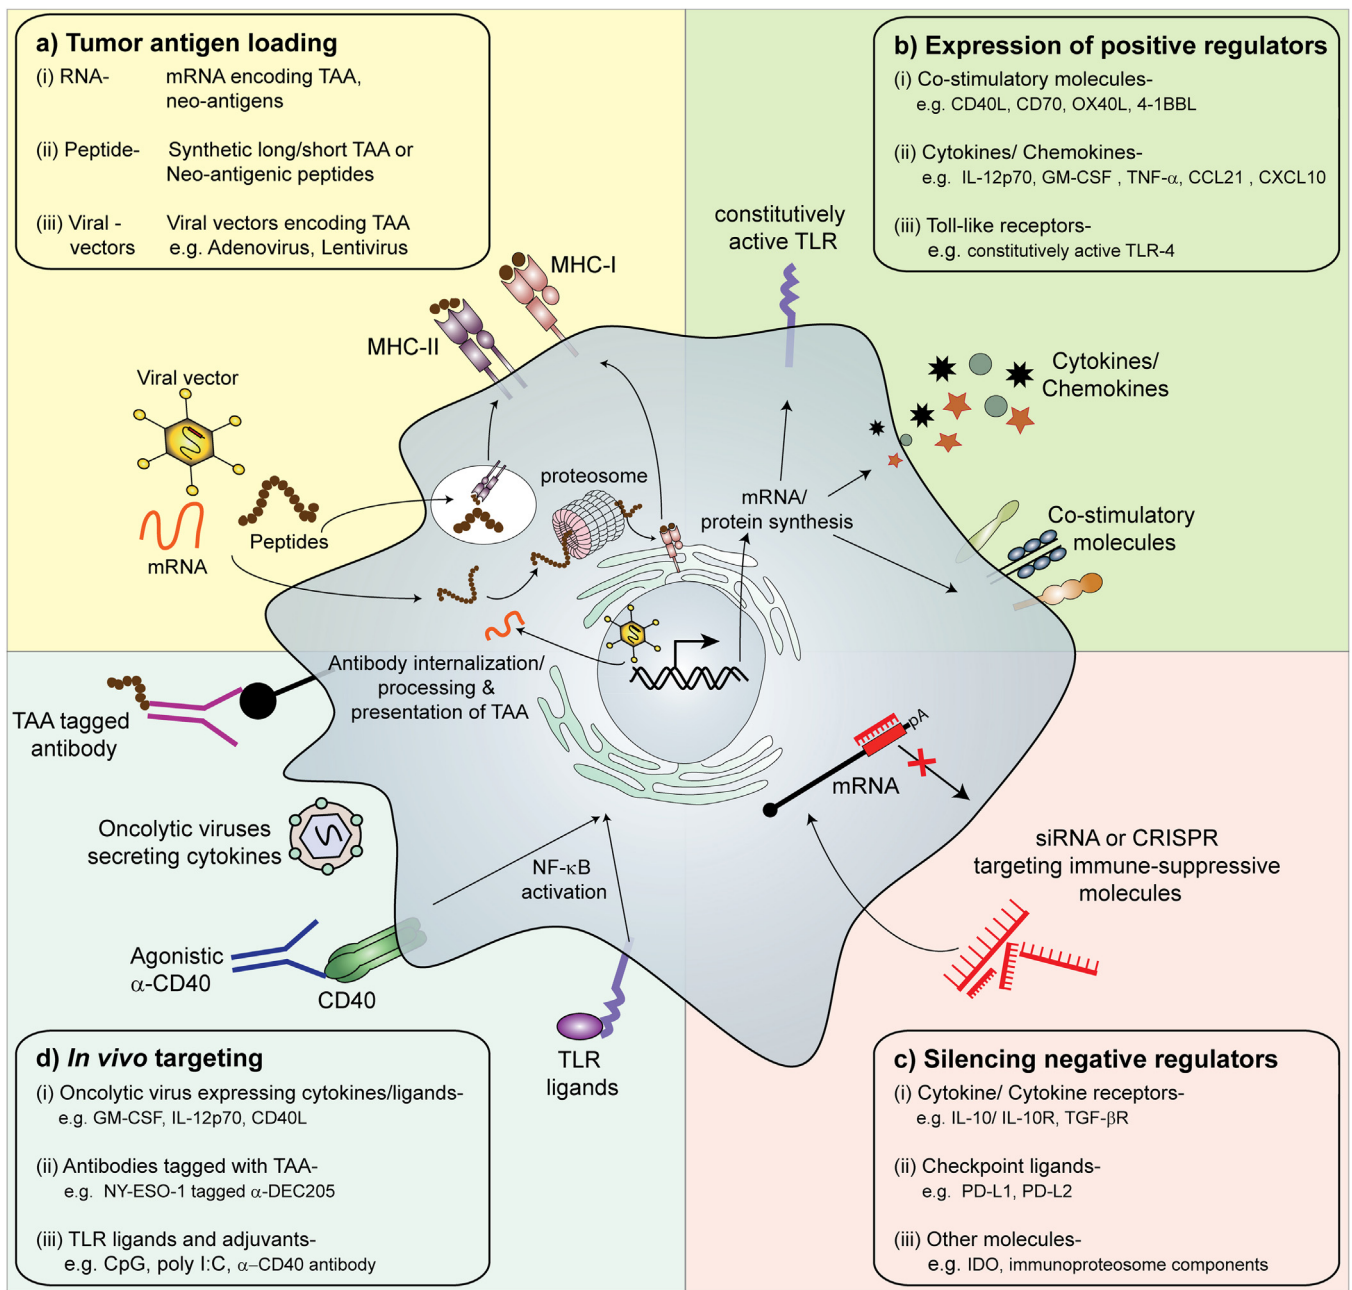 a) Tumor antigen loading
(i) RNA- mRNA encoding TAA,
neo-antigens
(ii) Peptide- Synthetic long/short TAA or
Neo-antigenic peptides
(iii) Viral - Viral vectors encoding TAA
vectors e.g. Adenovirus, Lentivirus
b) Expression of positive regulators
(i) Co-stimulatory molecules-
e.g. CD40L, CD70, OX40L, 4-1BBL
(ii) Cytokines/ Chemokines-
e.g. IL-12p70, GM-CSF , TNF-α, CCL21 , CXCL10
(iii) Toll-like receptors-
e.g. constitutively active TLR-4
constitutively
active TLR
MHC-I
MHC-II
Viral vector
Cytokines/
Chemokines
proteosome
mRNA/
protein synthesis
Co-stimulatory
molecules
Peptides
mRNA
Antibody internalization/
processing &
presentation of TAA
TAA tagged
antibody
pA
mRNA
Oncolytic viruses
secreting cytokines
NF-κB
activation
siRNA or CRISPR
targeting immune-suppressive
molecules
Agonistic
α-CD40
CD40
TLR
ligands
d) In vivo targeting
(i) Oncolytic virus expressing cytokines/ligands-
e.g. GM-CSF, IL-12p70, CD40L
(ii) Antibodies tagged with TAA-
e.g. NY-ESO-1 tagged α-DEC205
(iii) TLR ligands and adjuvants-
e.g. CpG, poly I:C, α–CD40 antibody
c) Silencing negative regulators
(i) Cytokine/ Cytokine receptors-
e.g. IL-10/ IL-10R, TGF-βR
(ii) Checkpoint ligands-
e.g. PD-L1, PD-L2
(iii) Other molecules-
e.g. IDO, immunoproteosome components